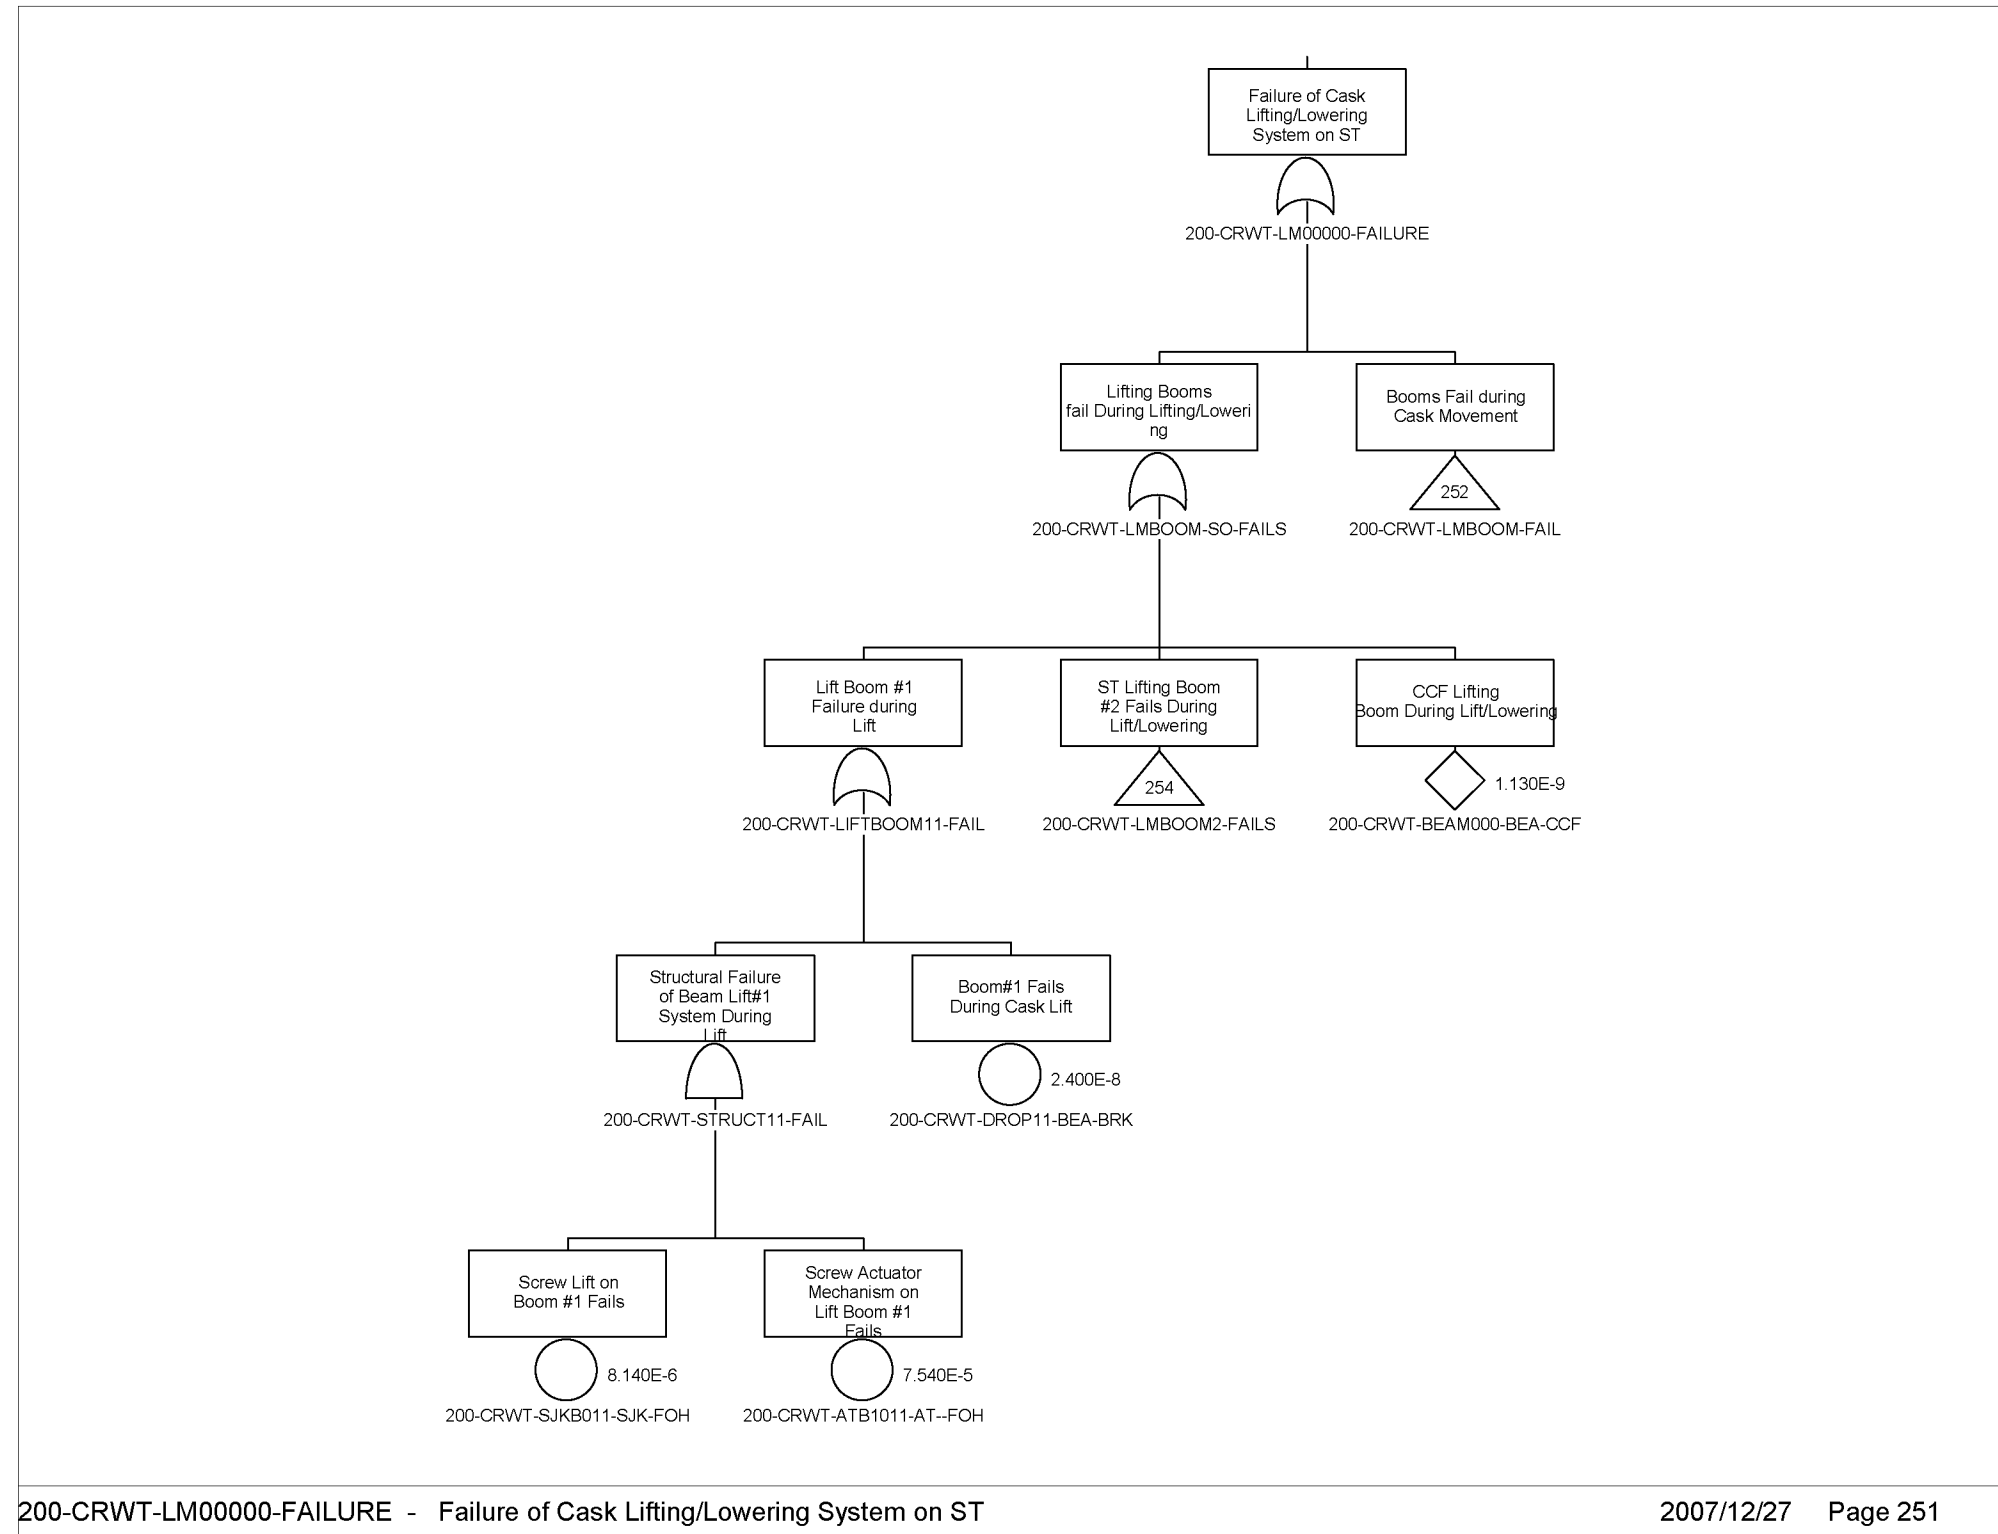 Failure of Cask
Lifting/Lowering
System on ST
200-CRWT-LM00000-FAILURE
Lifting Booms
fail During Lifting/Loweri
ng
200-CRWT-LMBOOM-SO-FAILS
Booms Fail during
Cask Movement
252
200-CRWT-LMBOOM-FAIL
Lift Boom #1
Failure during
Lift
200-CRWT-LIFTBOOM11-FAIL
ST Lifting Boom
#2 Fails During
Lift/Lowering
254
200-CRWT-LMBOOM2-FAILS
CCF Lifting
Boom During Lift/Lowering
1.130E-9
200-CRWT-BEAM000-BEA-CCF
Structural Failure
of Beam Lift#1
System During
Lift
200-CRWT-STRUCT11-FAIL
Boom#1 Fails
During Cask Lift
2.400E-8
200-CRWT-DROP11-BEA-BRK
Screw Lift on
Boom #1 Fails
8.140E-6
200-CRWT-SJKB011-SJK-FOH
Screw Actuator
Mechanism on
Lift Boom #1
Fails
7.540E-5
200-CRWT-ATB1011-AT--FOH
200-CRWT-LM00000-FAILURE - Failure of Cask Lifting/Lowering System on ST
2007/12/27 Page 251